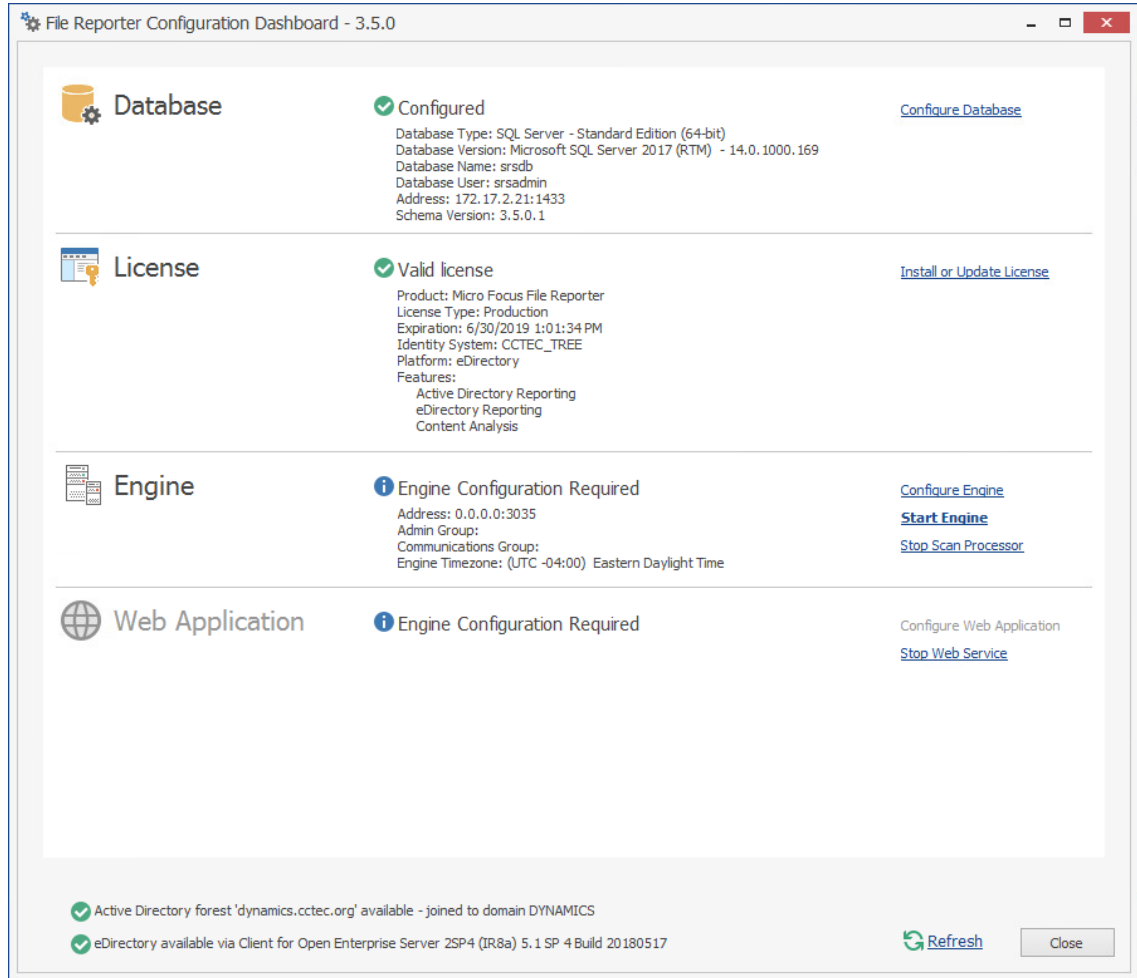 File Reporter Configuration Dashboard - 3.5.0
Database
Configured
Configure Database
Database Type: SQL Server - Standard Edition (64-bit)
Database Version: Microsoft SQL Server 2017 (RTM) - 14.0.1000.169
Database Name: srsdb
Database User: srsadmin
Address: 172.17.2.21:1433
Schema Version: 3.5.0.1
License
Valid license
Install or Update License
Product: Micro Focus File Reporter
License Type: Production
Expiration: 6/30/2019 1:01:34 PM
Identity System: CCTEC_TREE
Platform: eDirectory
Features:
Active Directory Reporting
eDirectory Reporting
Content Analysis
Engine
Engine Configuration Required
Configure Engine
Address: 0.0.0.0:3035
Start Engine
Admin Group:
Communications Group:
Stop Scan Processor
Engine Timezone: (UTC -04:00) Eastern Daylight Time
Web Application
Engine Configuration Required
Configure Web Application
Stop Web Service
Active Directory forest 'dynamics.cctec.org' available - joined to domain DYNAMICS
eDirectory available via Client for Open Enterprise Server 2SP4 (IR8a) 5.1 SP 4 Build 20180517
Refresh
Close